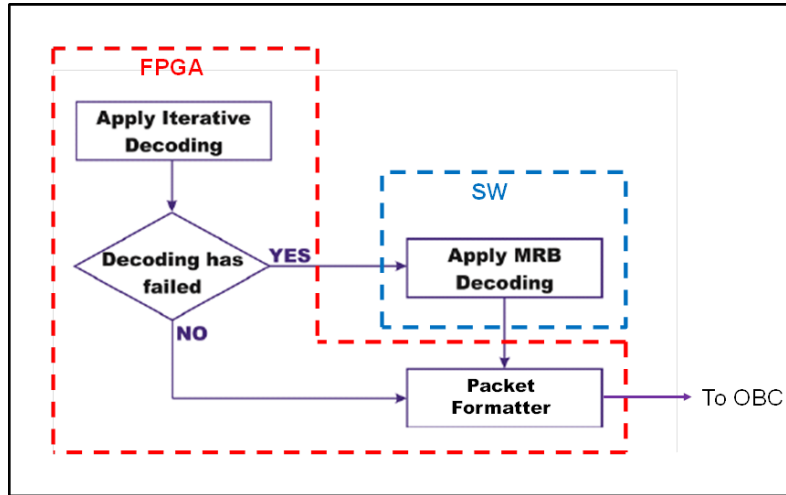 FPGA
Apply Iterative
Decoding
SW
Decoding has
failed
YES
Apply MRB
Decoding
NO
Packet
Formatter
To OBC